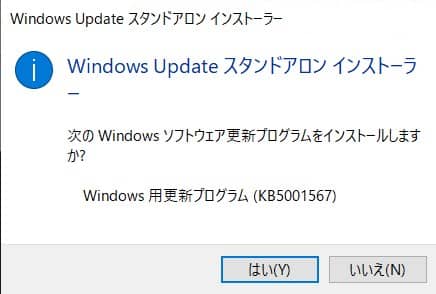 Windows Update スタンドアロン インストーラー
Windows Update スタンドアロン インストーラ
ー
次の Windows ソフトウェア更新プログラムをインストールします
か?
Windows 用更新プログラム (KB5001567)
はい(Y)
いいえ(N)